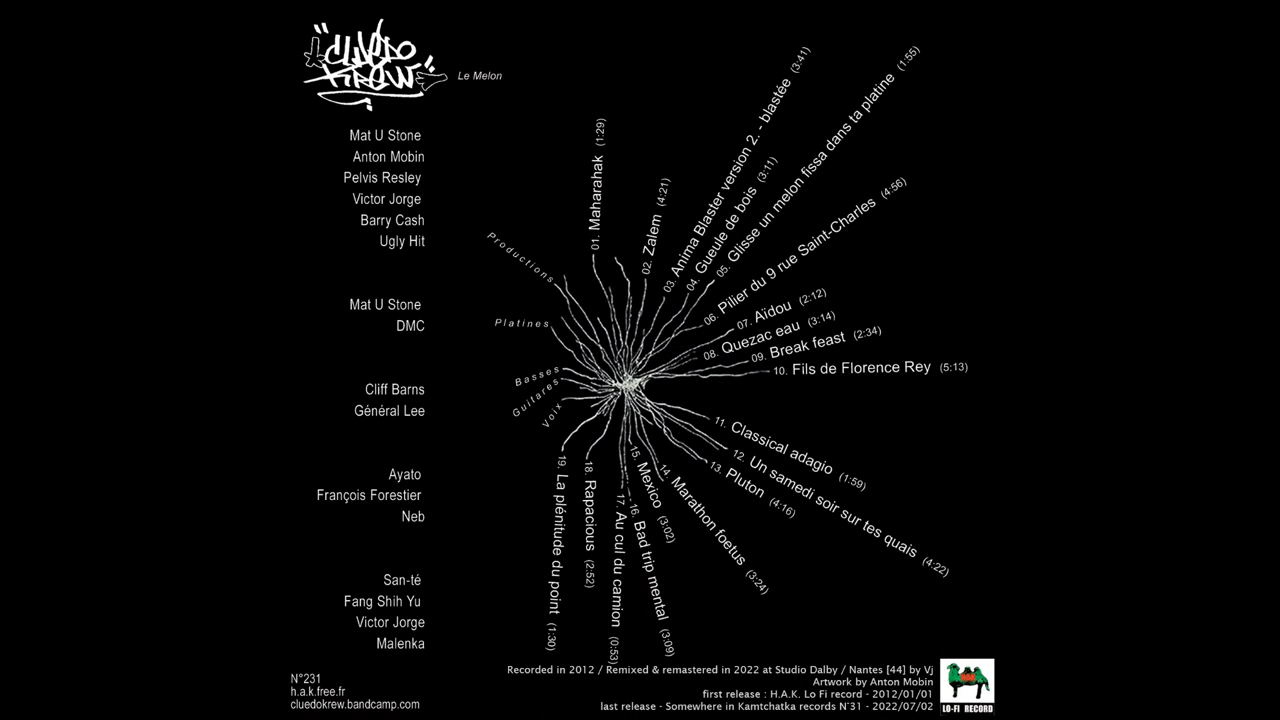 "CLUEDO
KREW"
Le Melon
Mat U Stone
Anton Mobin
Pelvis Resley
Victor Jorge
Barry Cash
Ugly Hit
Mat U Stone
DMC
Cliff Barns
Général Lee
Ayato
François Forestier
Neb
San-té
Fang Shih Yu
Victor Jorge
Malenka
Productions
Platines
Basses
Guitares
Voix
01. Maharahak (1:29)
02. Zalem (4:21)
03. Anima Blaster version 2. - blastée (3:41)
04. Gueule de bois (3:11)
05. Glisse un melon fissa dans ta platine (1:55)
06. Pilier du 9 rue Saint-Charles (4:56)
07. Aïdou (2:12)
08. Quezac eau (3:14)
09. Break feast (2:34)
10. Fils de Florence Rey (5:13)
11. Classical adagio (1:59)
12. Un samedi soir sur tes quais (4:22)
13. Pluton (4:16)
14. Marathon foetus (3:24)
15. Mexico (3:02)
16. Bad trip mental (3:09)
17. Au cul du camion (0:53)
18. Rapacious (2:52)
19. La plénitude du point (1:30)
N°231
h.a.k.free.fr
cluedokrew.bandcamp.com
Recorded in 2012 / Remixed & remastered in 2022 at Studio Dalby / Nantes [44] by Vj
Artwork by Anton Mobin
first release : H.A.K. Lo Fi record - 2012/01/01
last release - Somewhere in Kamtchatka records N°31 - 2022/07/02
HAK
LO-FI RECORD